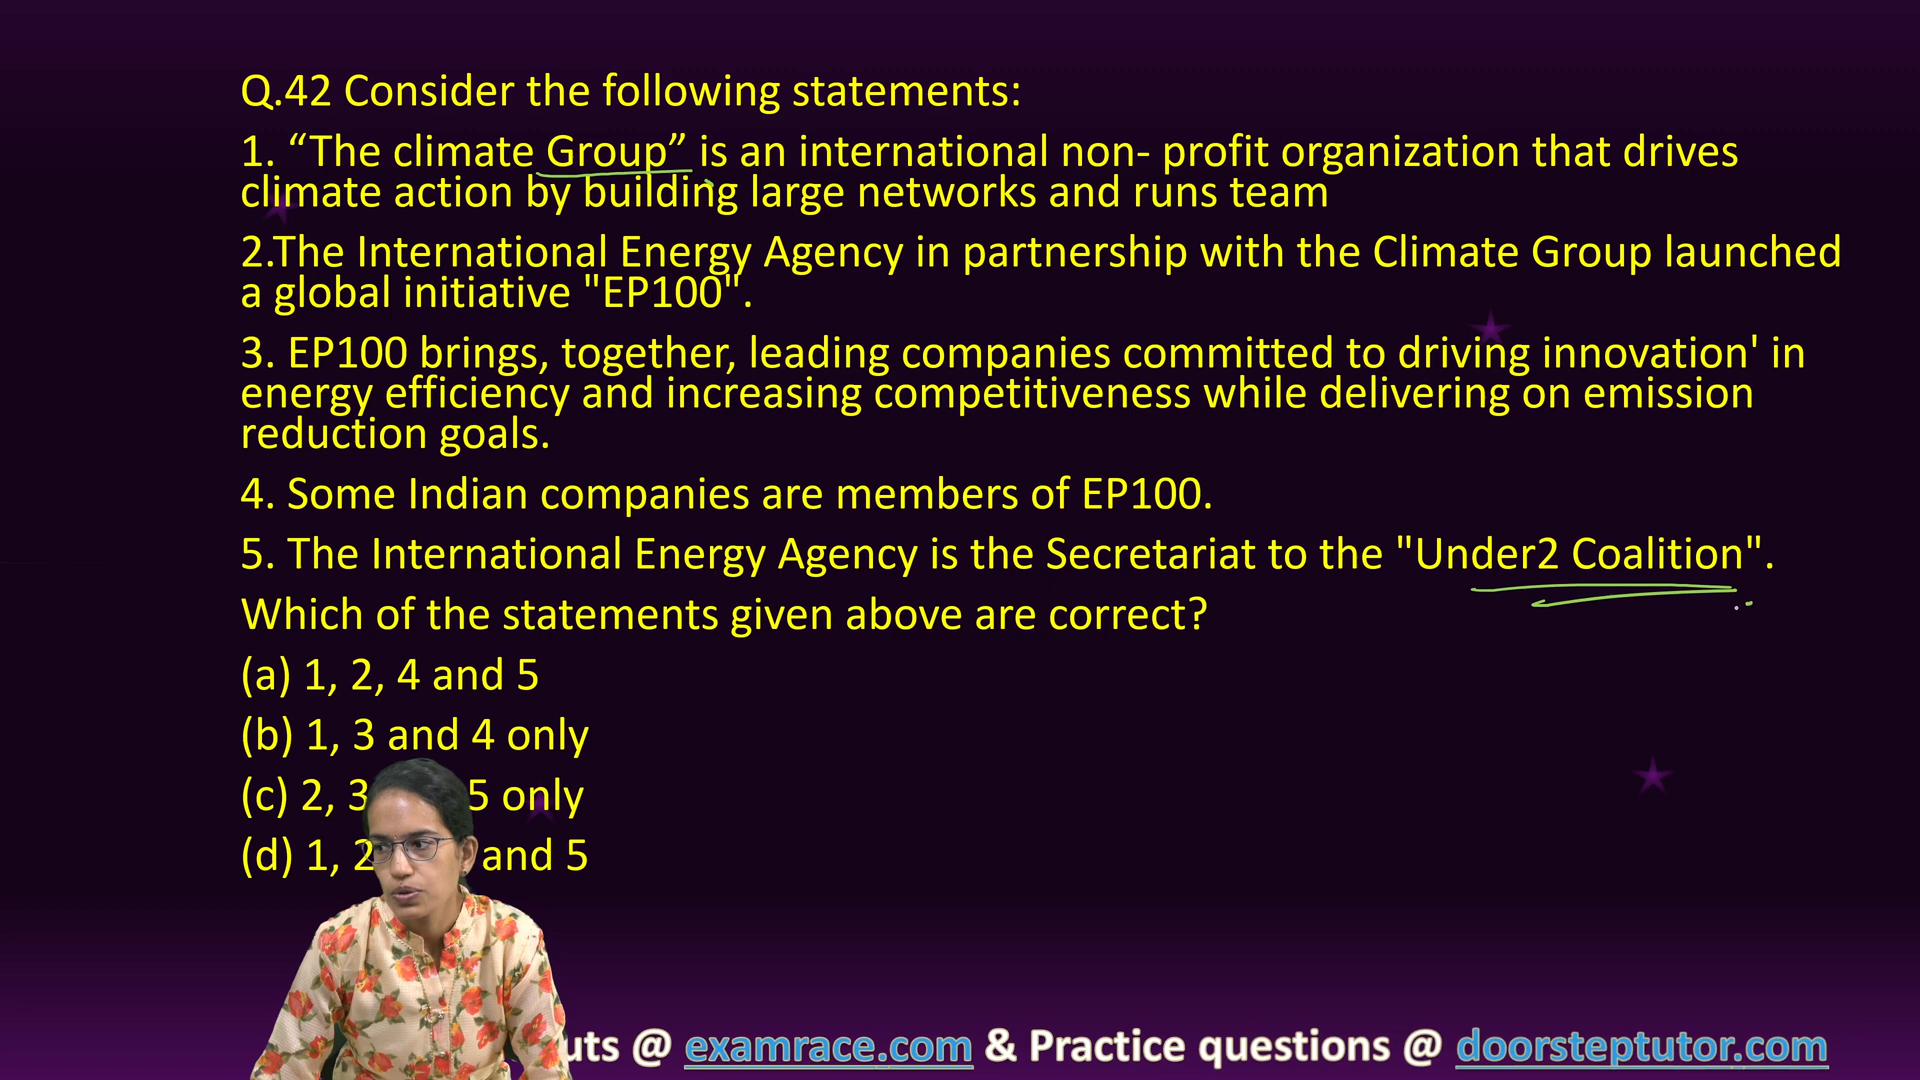 Q.42 Consider the following statements:
1. “The climate Group” is an international non- profit organization that drives
climate action by building large networks and runs team
2.The International Energy Agency in partnership with the Climate Group launched
a global initiative "EP100".
3. EP100 brings, together, leading companies committed to driving innovation' in
energy efficiency and increasing competitiveness while delivering on emission
reduction goals.
4. Some Indian companies are members of EP100.
5. The International Energy Agency is the Secretariat to the "Under2 Coalition".
Which of the statements given above are correct?
(a) 1, 2, 4 and 5
(b) 1, 3 and 4 only
(c) 2, 3 5 only
(d) 1, 2 and 5
@ examrace.com & Practice questions @ doorsteptutor.com